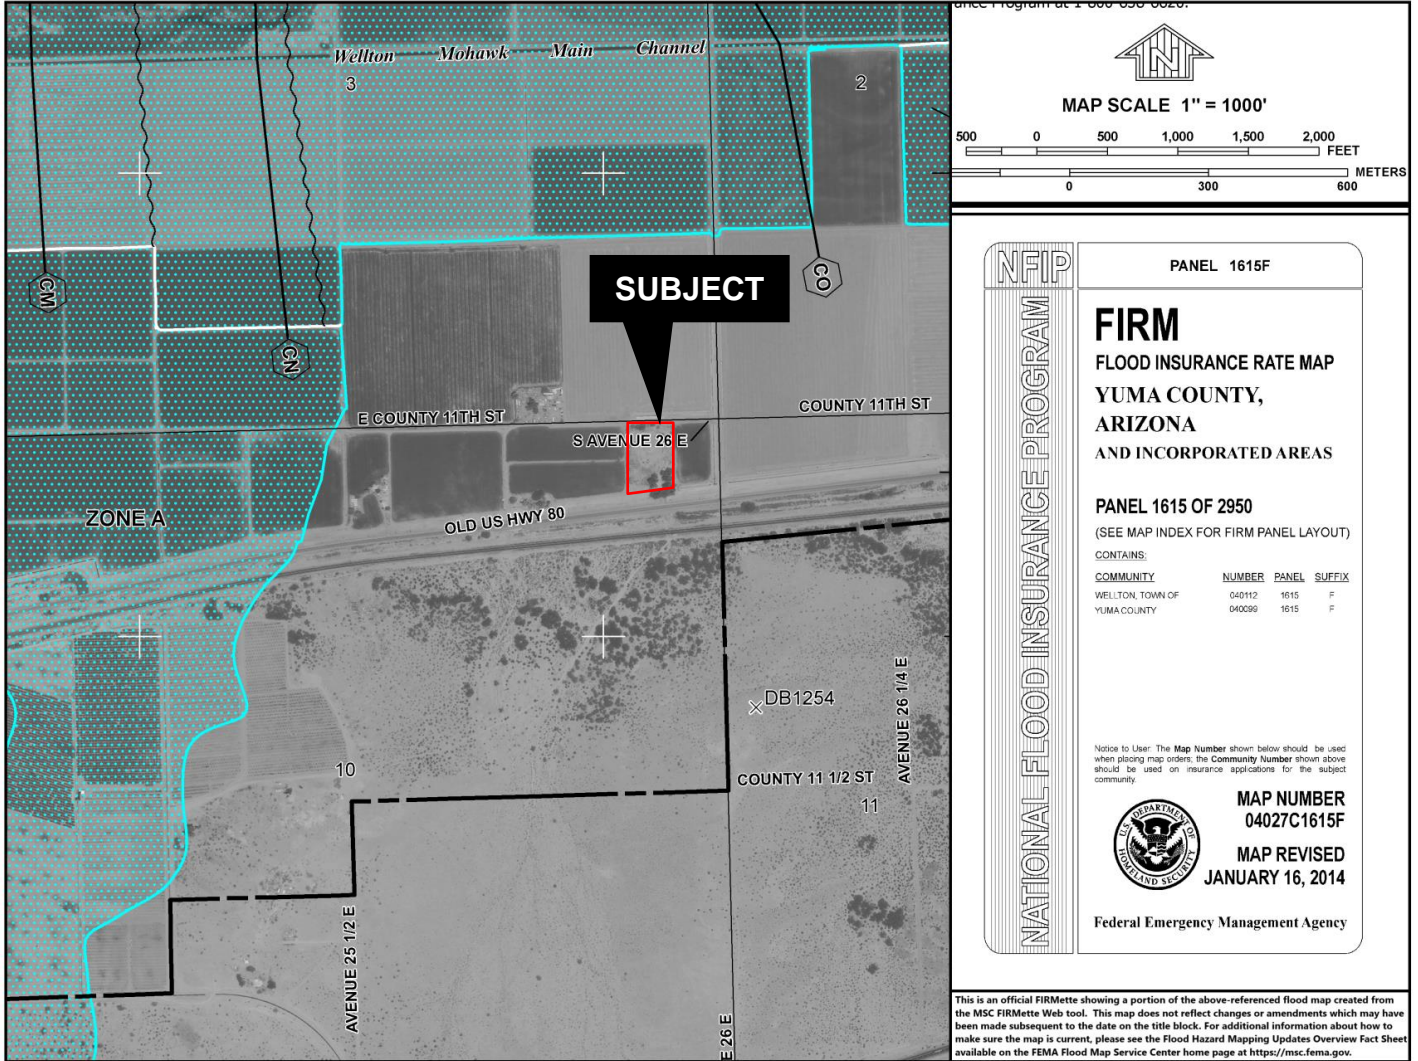 Wellton Mohawk Main Channel
3
2
CM
CN
CO
SUBJECT
E COUNTY 11TH ST
COUNTY 11TH ST
S AVENUE 26 E
ZONE A
OLD US HWY 80
DB1254
AVENUE 26 1/4 E
10
COUNTY 11 1/2 ST
11
AVENUE 25 1/2 E
E 26 E
ance Program at 1-800-638-6620.
N
MAP SCALE 1" = 1000'
500 0 500 1,000 1,500 2,000
FEET
METERS
0 300 600
NFIP
PANEL 1615F
NATIONAL FLOOD INSURANCE PROGRAM
FIRM
FLOOD INSURANCE RATE MAP
YUMA COUNTY,
ARIZONA
AND INCORPORATED AREAS
PANEL 1615 OF 2950
(SEE MAP INDEX FOR FIRM PANEL LAYOUT)
CONTAINS:
COMMUNITY NUMBER PANEL SUFFIX
WELLTON, TOWN OF 040112 1615 F
YUMA COUNTY 040099 1615 F
Notice to User: The Map Number shown below should be used
when placing map orders; the Community Number shown above
should be used on insurance applications for the subject
community.
U.S. DEPARTMENT OF HOMELAND SECURITY
MAP NUMBER
04027C1615F
MAP REVISED
JANUARY 16, 2014
Federal Emergency Management Agency
This is an official FIRMette showing a portion of the above-referenced flood map created from
the MSC FIRMette Web tool. This map does not reflect changes or amendments which may have
been made subsequent to the date on the title block. For additional information about how to
make sure the map is current, please see the Flood Hazard Mapping Updates Overview Fact Sheet
available on the FEMA Flood Map Service Center home page at https://msc.fema.gov.